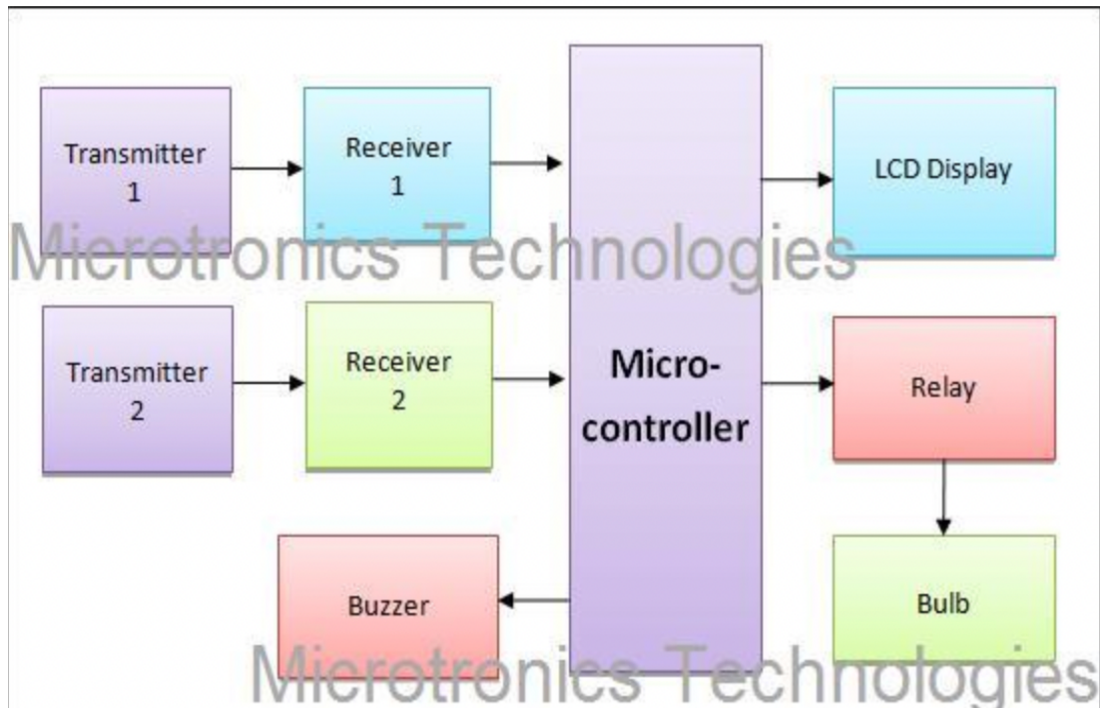 Transmitter
1
Receiver
1
LCD Display
Microtronics Technologies
Transmitter
2
Receiver
2
Micro-
controller
Relay
Buzzer
Bulb
Microtronics Technologies